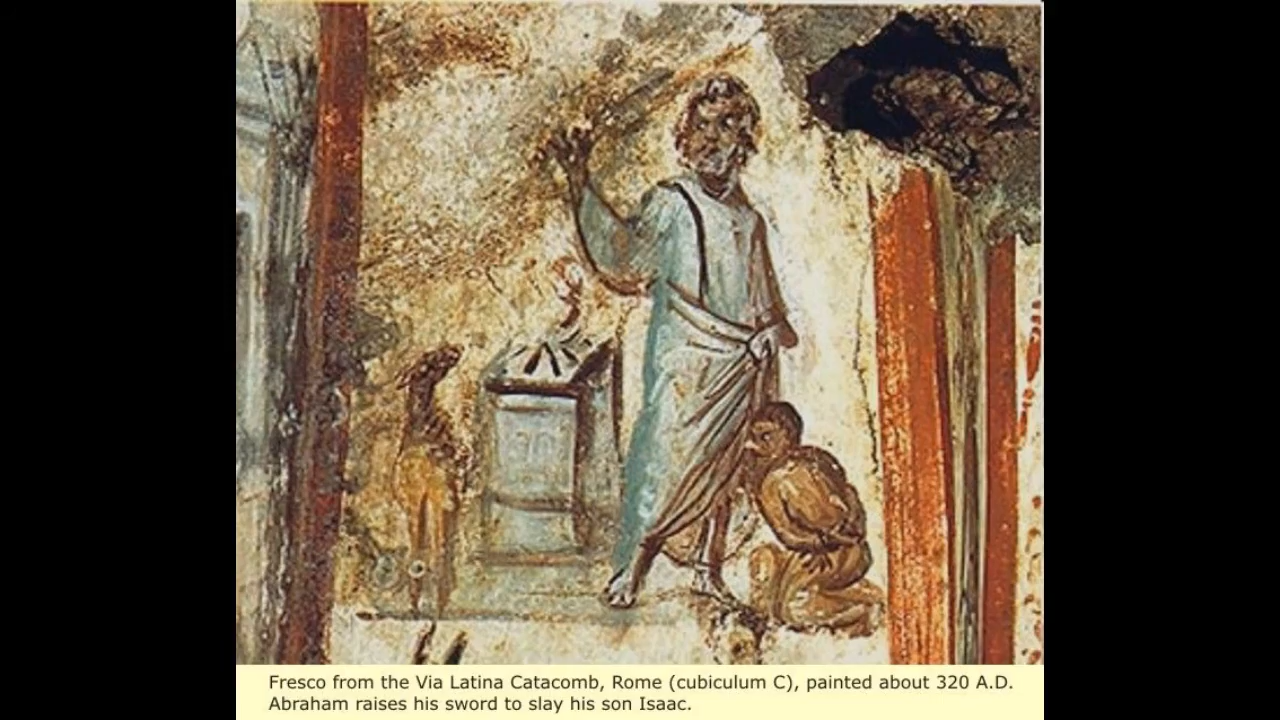 Fresco from the Via Latina Catacomb, Rome (cubiculum C), painted about 320 A.D.
Abraham raises his sword to slay his son Isaac.